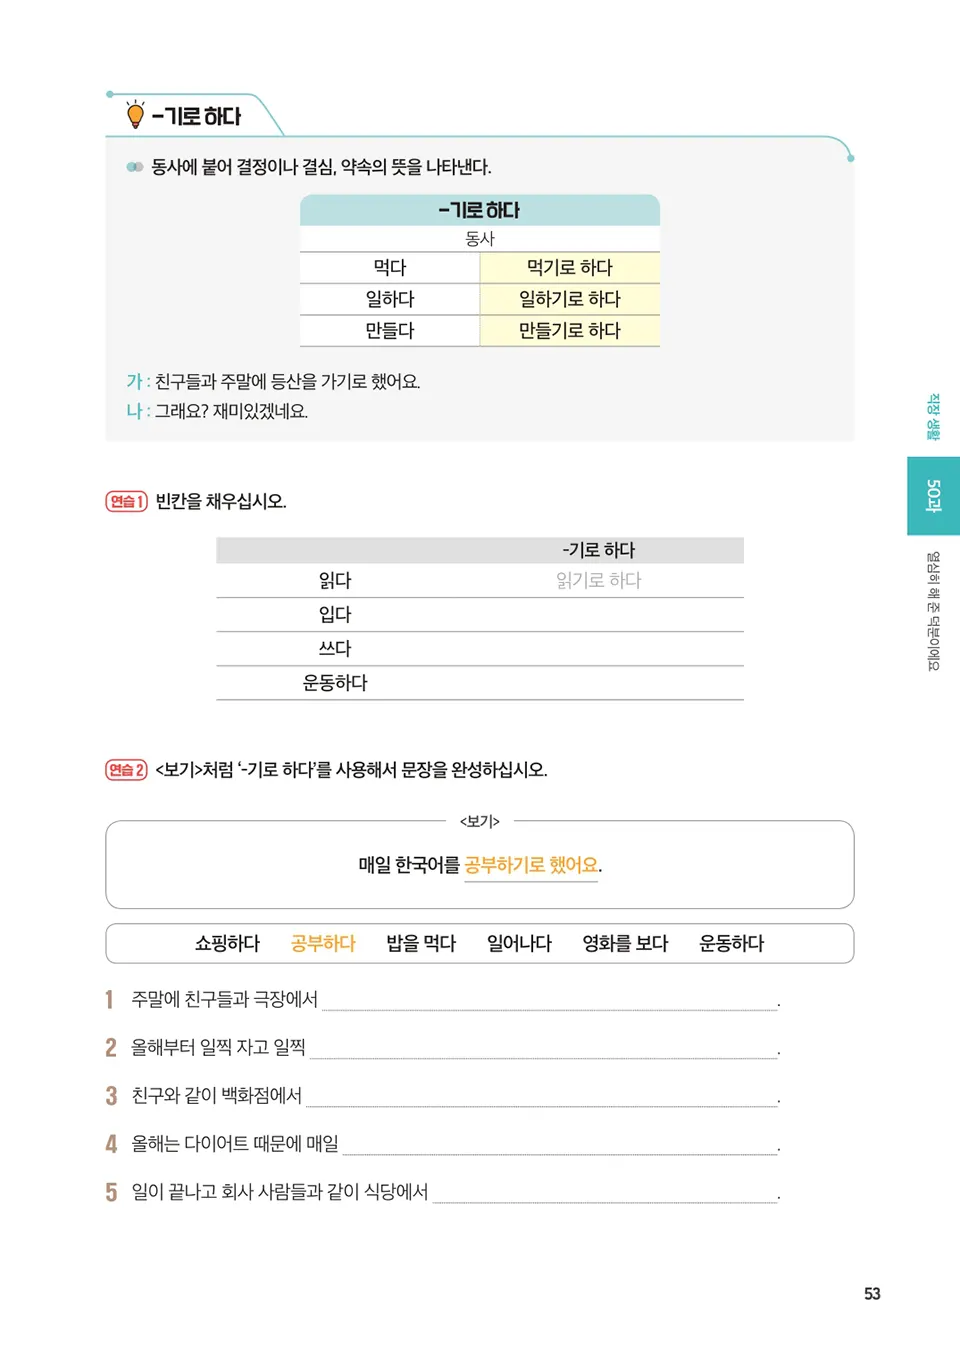 -기로 하다
동사에 붙어 결정이나 결심, 약속의 뜻을 나타낸다.
-기로 하다
동사
먹다 먹기로 하다
일하다 일하기로 하다
만들다 만들기로 하다
가 : 친구들과 주말에 등산을 가기로 했어요.
나 : 그래요? 재미있겠네요.
연습 1 빈칸을 채우십시오.
-기로 하다
읽다 읽기로 하다
입다
쓰다
운동하다
연습 2 <보기>처럼 ‘-기로 하다’를 사용해서 문장을 완성하십시오.
<보기>
매일 한국어를 공부하기로 했어요.
쇼핑하다 공부하다 밥을 먹다 일어나다 영화를 보다 운동하다
1 주말에 친구들과 극장에서 .
2 올해부터 일찍 자고 일찍 .
3 친구와 같이 백화점에서 .
4 올해는 다이어트 때문에 매일 .
5 일이 끝나고 회사 사람들과 같이 식당에서 .
직장 생활
50과
열심히 해 준 덕분이에요
53